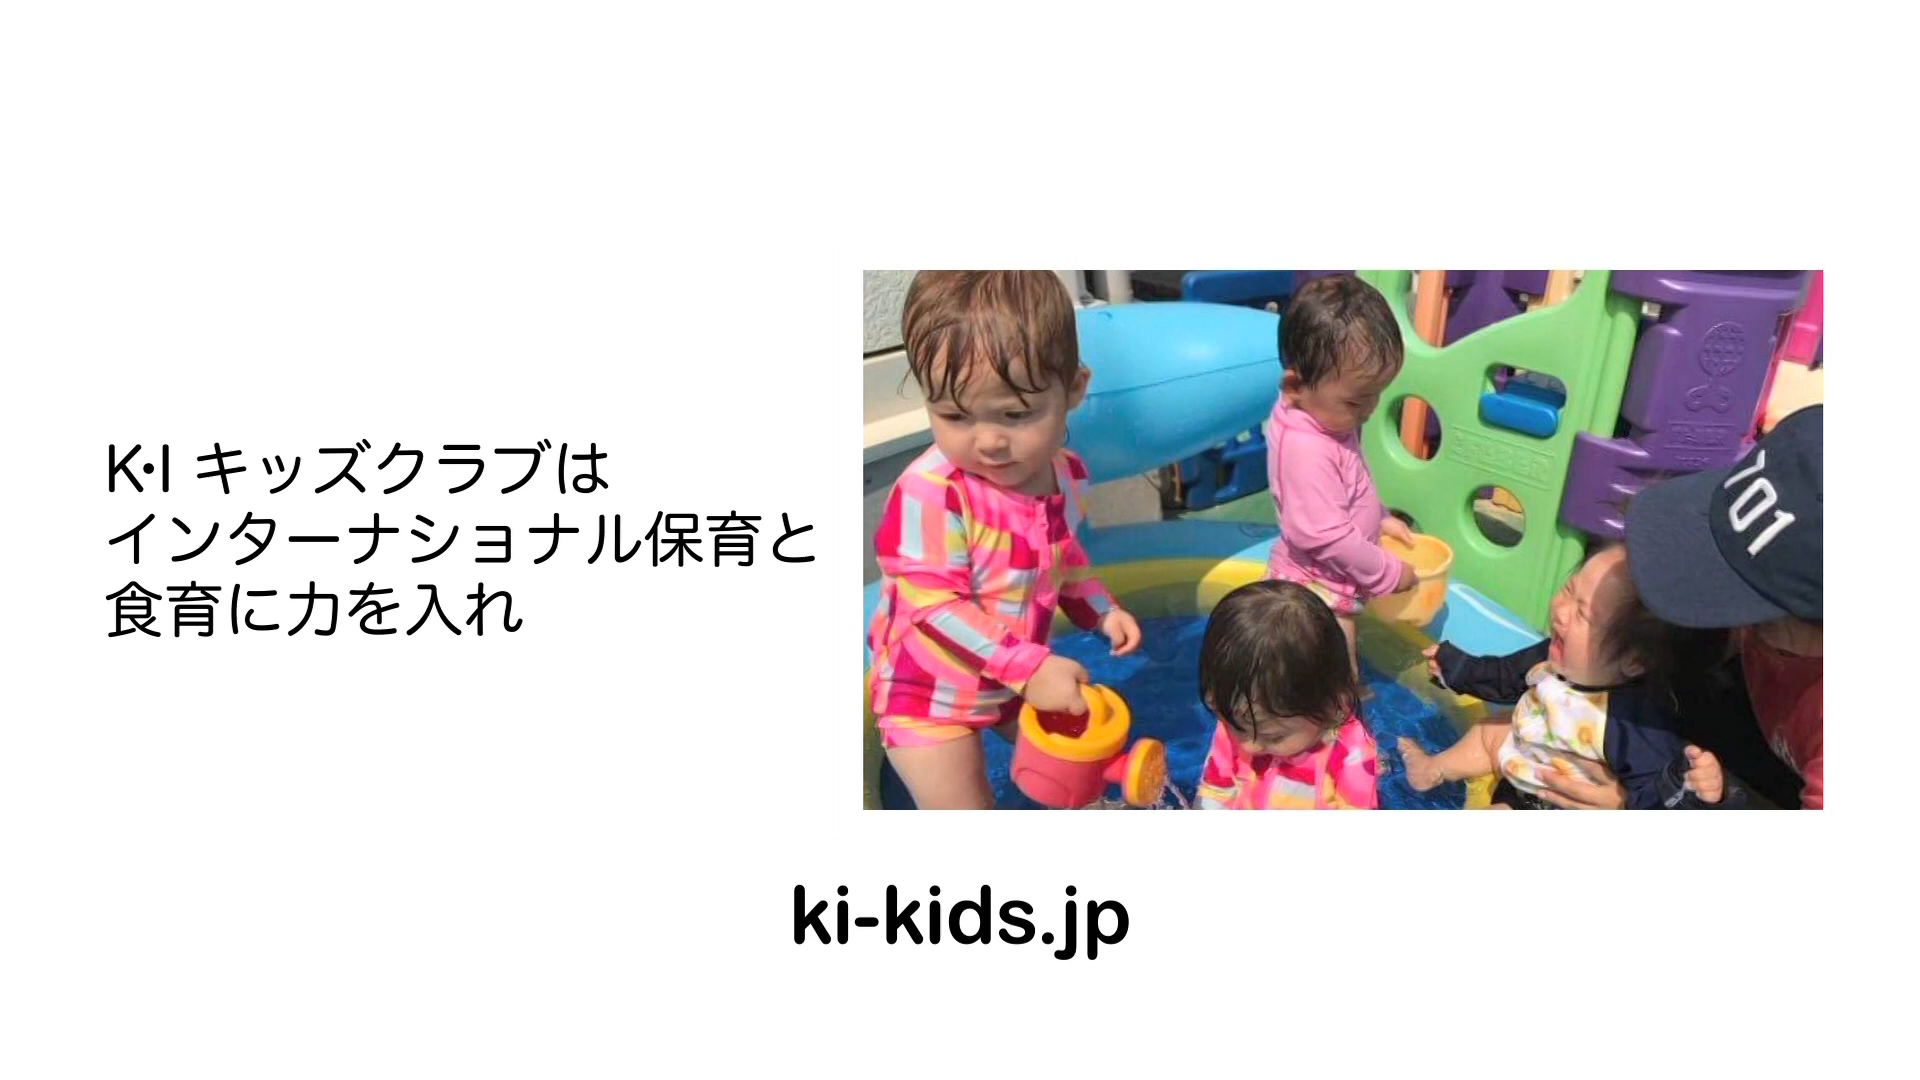 K・I キッズクラブは
インターナショナル保育と
食育に力を入れ
701
ki-kids.jp